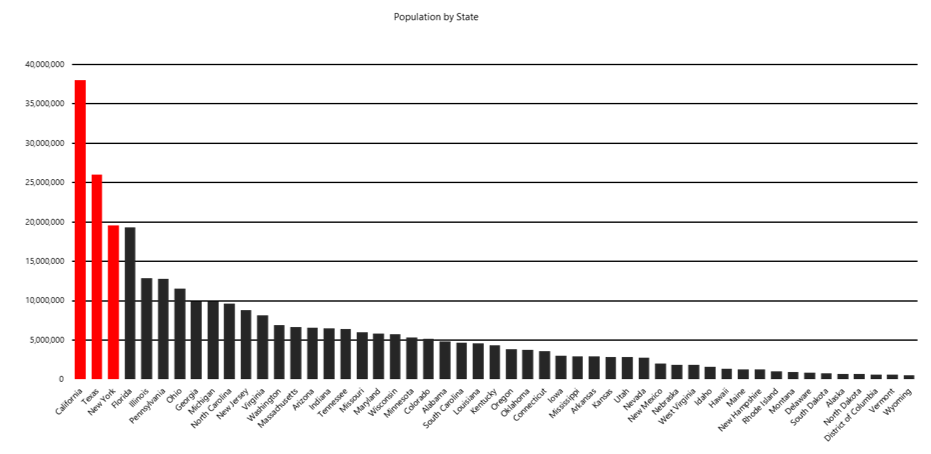 Population by State
40,000,000
35,000,000
30,000,000
25,000,000
20,000,000
15,000,000
10,000,000
5,000,000
0
California
Texas
New York
Florida
Illinois
Pennsylvania
Ohio
Georgia
Michigan
North Carolina
New Jersey
Virginia
Washington
Massachusetts
Arizona
Indiana
Tennessee
Missouri
Maryland
Wisconsin
Minnesota
Colorado
Alabama
South Carolina
Louisiana
Kentucky
Oregon
Oklahoma
Connecticut
Iowa
Mississippi
Arkansas
Kansas
Utah
Nevada
New Mexico
Nebraska
West Virginia
Idaho
Hawaii
Maine
New Hampshire
Rhode Island
Montana
Delaware
South Dakota
Alaska
North Dakota
District of Columbia
Vermont
Wyoming